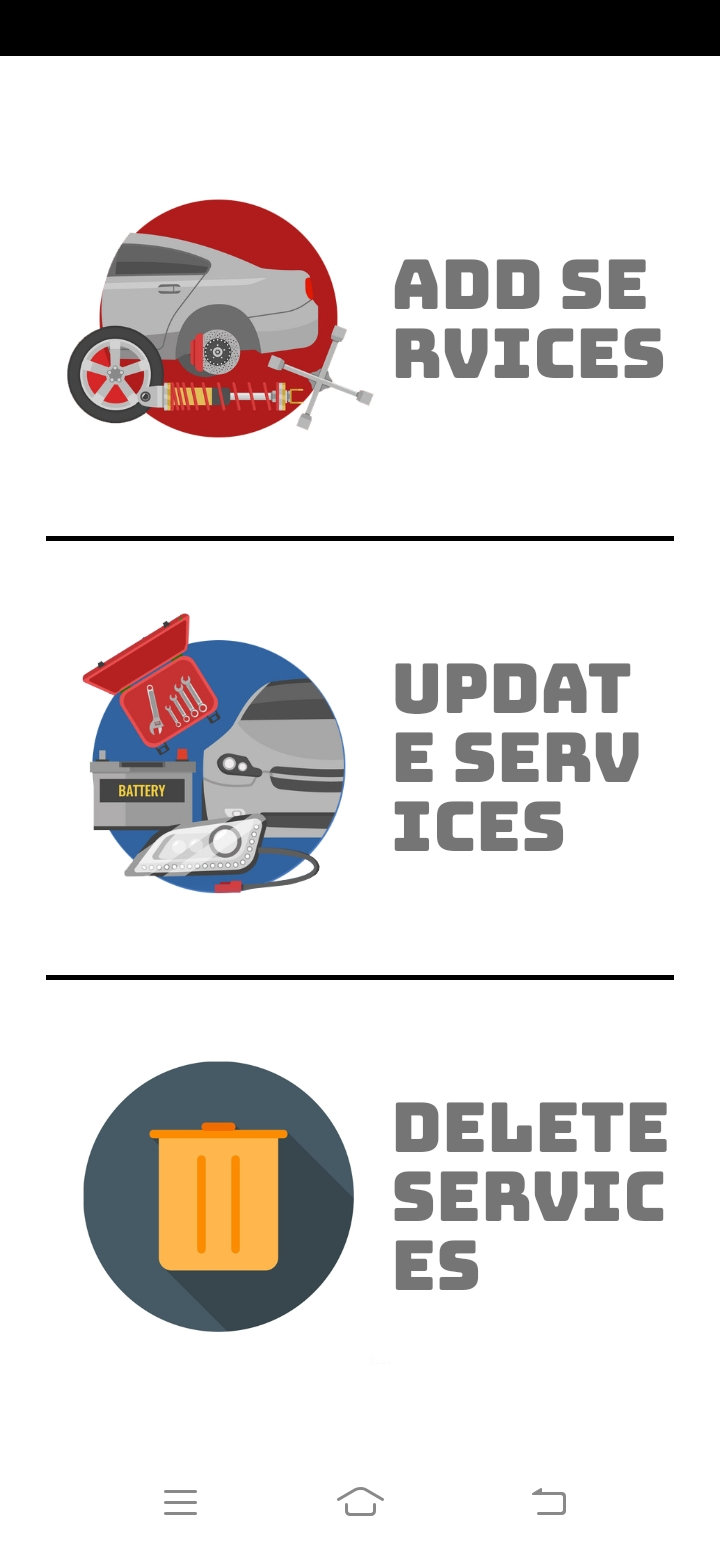 ADD SE
RVICES
BATTERY
UPDAT
E SERV
ICES
DELETE
SERVIC
ES